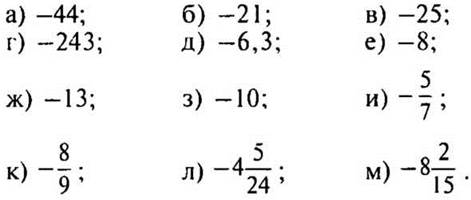 а) −44; б) −21; в) −25;
г) −243; д) −6,3; е) −8;
ж) −13; з) −10; и) −5/7;
к) −8/9; л) −4 5/24; м) −8 2/15.